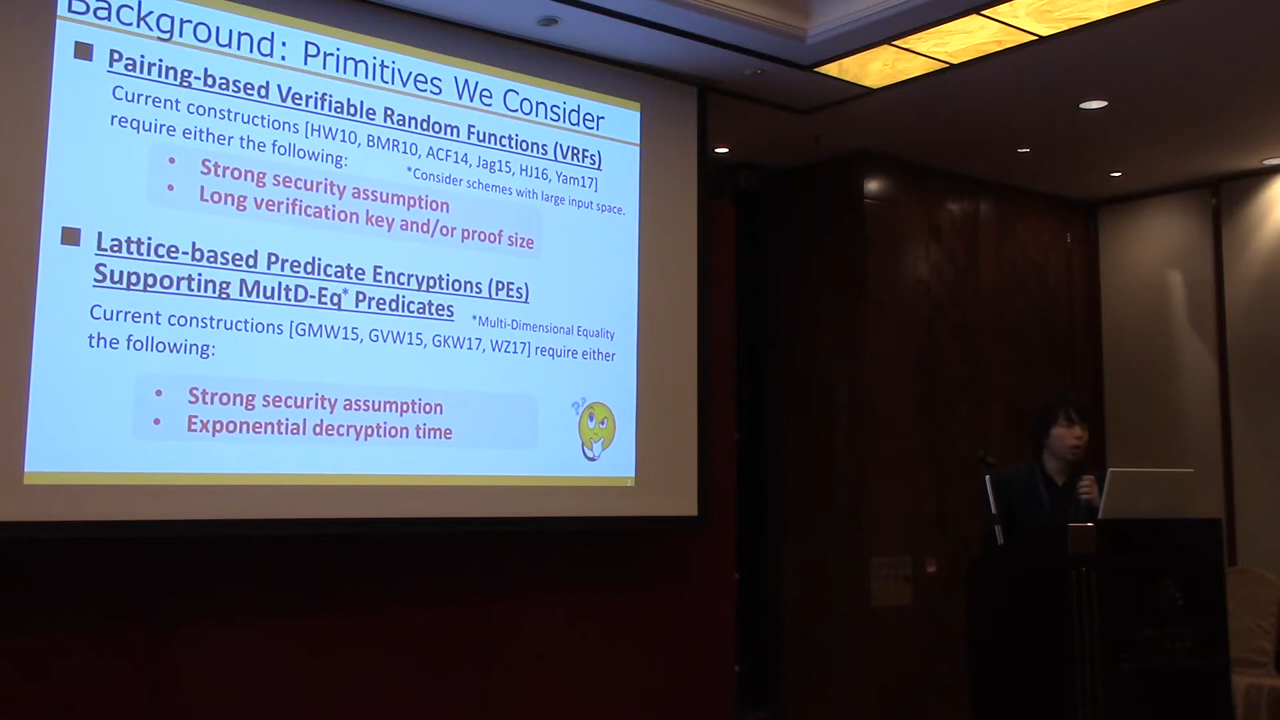 Background: Primitives We Consider
Pairing-based Verifiable Random Functions (VRFs)
Current constructions [HW10, BMR10, ACF14, Jag15, HJ16, Yam17]
require either the following:
*Consider schemes with large input space.
• Strong security assumption
• Long verification key and/or proof size
Lattice-based Predicate Encryptions (PEs)
Supporting MultD-Eq* Predicates
*Multi-Dimensional Equality
Current constructions [GMW15, GVW15, GKW17, WZ17] require either
the following:
• Strong security assumption
• Exponential decryption time
??